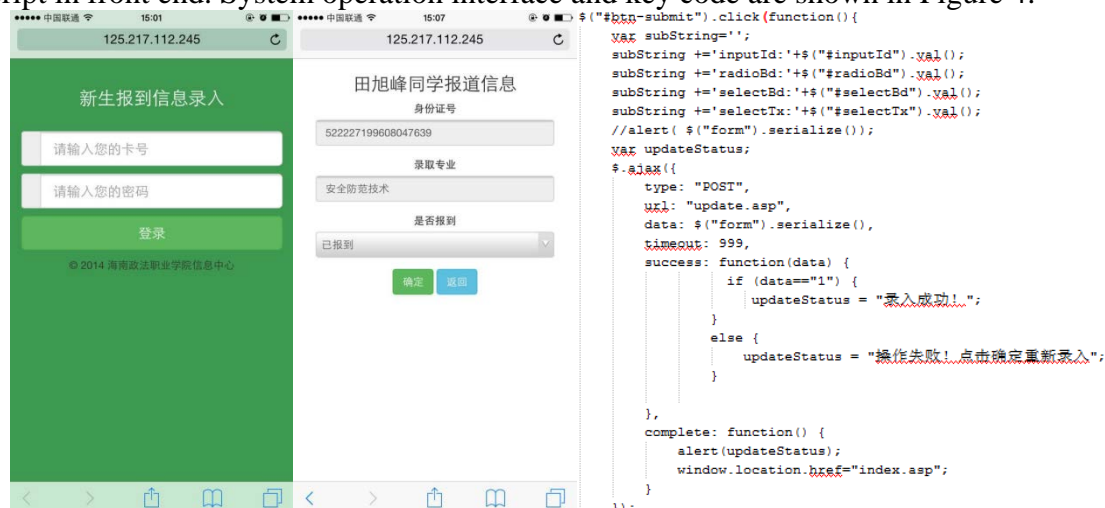 ript in front end. System operation interface and key code are shown in Figure 4.
中国联通 15:01
125.217.112.245
新生报到信息录入
请输入您的卡号
请输入您的密码
登录
© 2014 海南政法职业学院信息中心
中国联通 15:07
125.217.112.245
田旭峰同学报道信息
身份证号
522227199608047639
录取专业
安全防范技术
是否报到
已报到
确定 返回
$("#btn-submit").click(function(){
var subString='';
subString +='inputId:'+$("#inputId").val();
subString +='radioBd:'+$("#radioBd").val();
subString +='selectBd:'+$("#selectBd").val();
subString +='selectTx:'+$("#selectTx").val();
//alert( $("form").serialize());
var updateStatus;
$.ajax({
type: "POST",
url: "update.asp",
data: $("form").serialize(),
timeout: 999,
success: function(data) {
if (data=="1") {
updateStatus = "录入成功！";
}
else {
updateStatus = "操作失败！点击确定重新录入";
}
},
complete: function() {
alert(updateStatus);
window.location.href="index.asp";
}
});